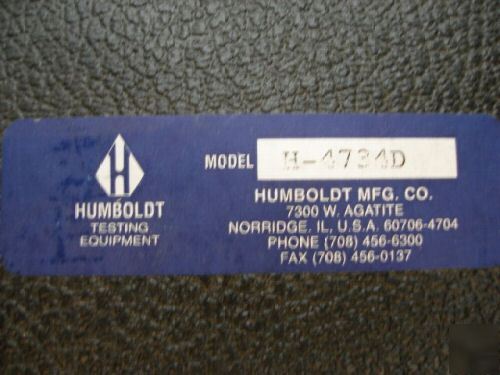 H
HUMBOLDT
TESTING
EQUIPMENT
MODEL H-4734D
HUMBOLDT MFG. CO.
7300 W. AGATITE
NORRIDGE, IL, U.S.A. 60706-4704
PHONE (708) 456-6300
FAX (708) 456-0137